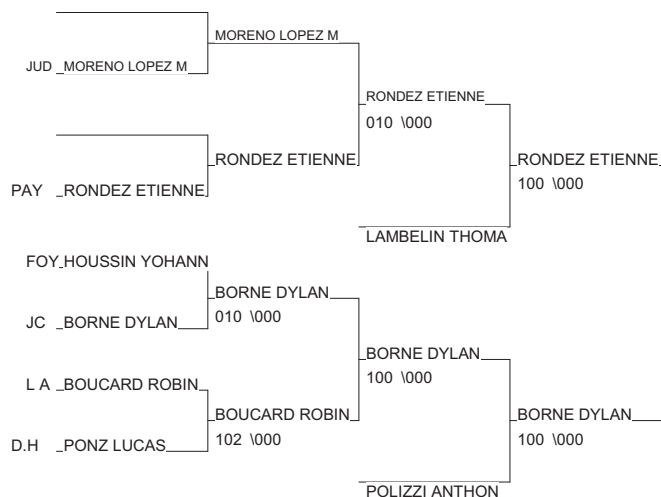 MORENO LOPEZ M
JUD MORENO LOPEZ M
RONDEZ ETIENNE
010 \000
RONDEZ ETIENNE
RONDEZ ETIENNE
100 \000
PAY RONDEZ ETIENNE
LAMBELIN THOMA
FOY HOUSSIN YOHANN
BORNE DYLAN
010 \000
JC BORNE DYLAN
BORNE DYLAN
100 \000
L A BOUCARD ROBIN
BOUCARD ROBIN
102 \000
BORNE DYLAN
100 \000
D.H PONZ LUCAS
POLIZZI ANTHON